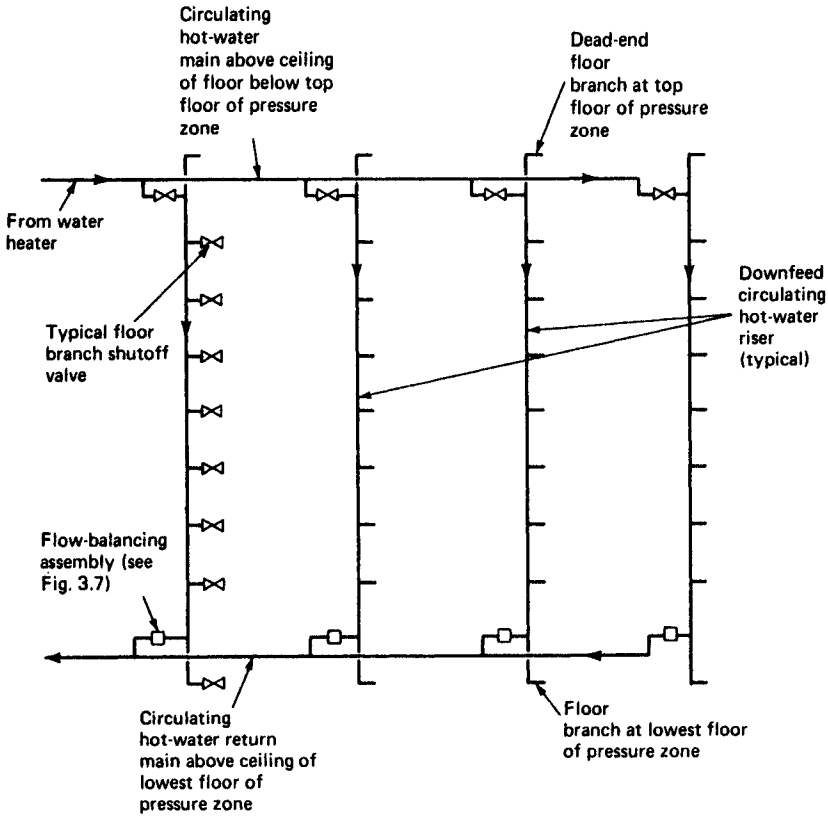 Circulating
hot-water
main above ceiling
of floor below top
floor of pressure
zone
Dead-end
floor
branch at top
floor of pressure
zone
From water
heater
Typical floor
branch shutoff
valve
Downfeed
circulating
hot-water
riser
(typical)
Flow-balancing
assembly (see
Fig. 3.7)
Circulating
hot-water return
main above ceiling of
lowest floor of
pressure zone
Floor
branch at lowest floor
of pressure zone